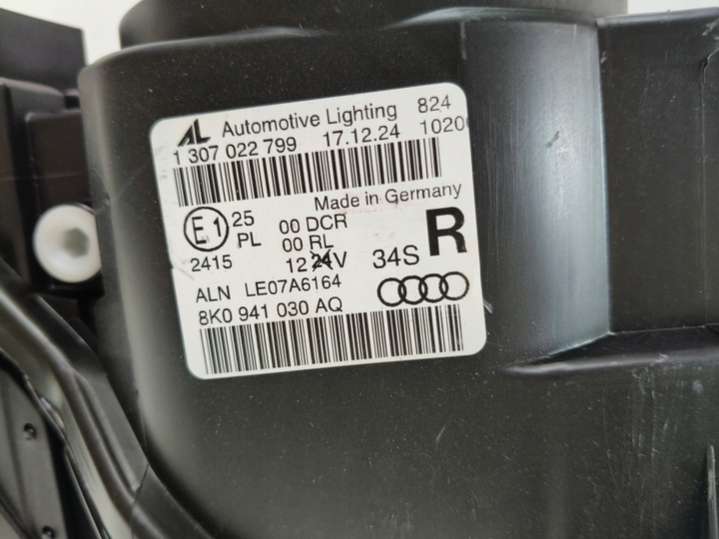 AL Automotive Lighting 824
1 307 022 799 17.12.24 1020
Made in Germany
E1 25 00 DCR
PL 00 RL R
2415 12 24V 34S
ALN LE07A6164
8K0 941 030 AQ